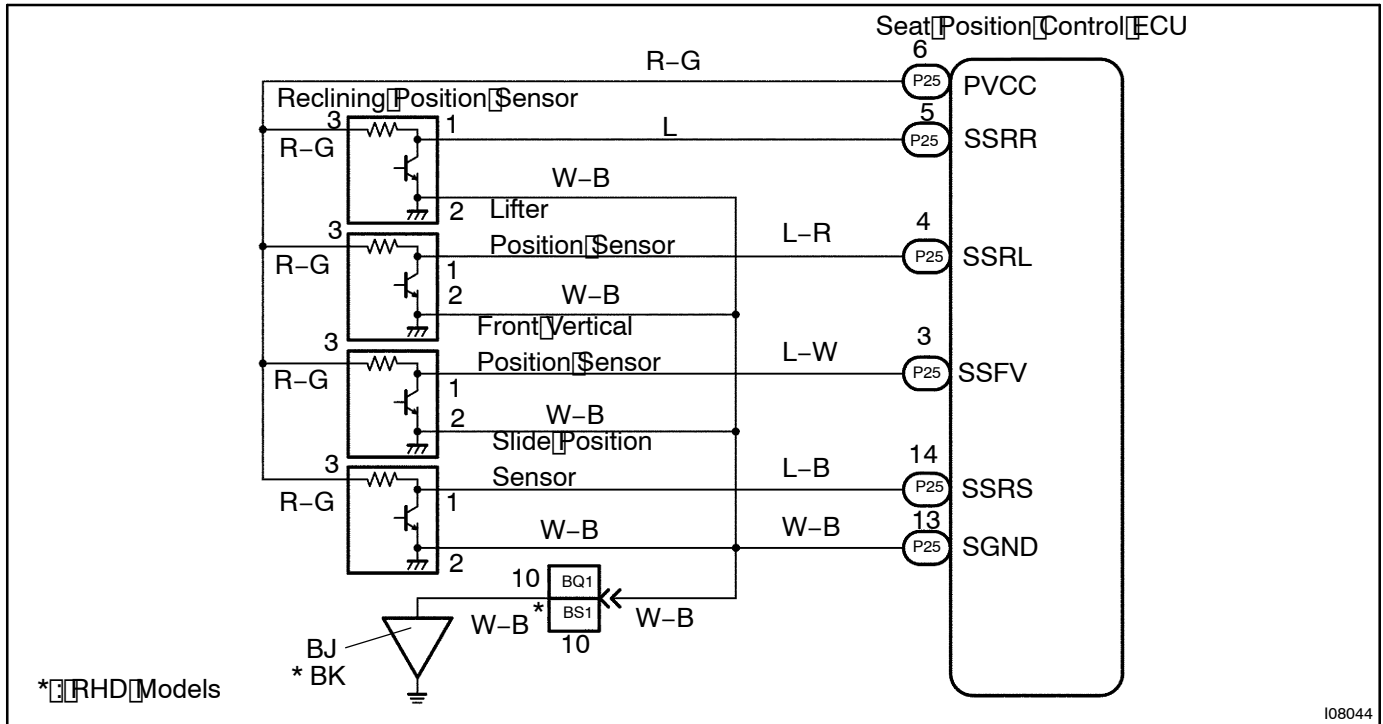 Seat Position Control ECU
6
R–G
P25
PVCC
Reclining Position Sensor
5
3
1
L
P25
SSRR
R–G
W–B
2
Lifter
3
Position Sensor
L–R
4
P25
SSRL
R–G
1
2
W–B
Front Vertical
3
Position Sensor
L–W
3
P25
SSFV
R–G
1
2
W–B
Slide Position
3
Sensor
L–B
14
P25
SSRS
R–G
1
13
W–B
W–B
P25
SGND
2
10
BQ1
W–B
*
BS1
W–B
10
BJ
* BK
* : RHD Models
I08044